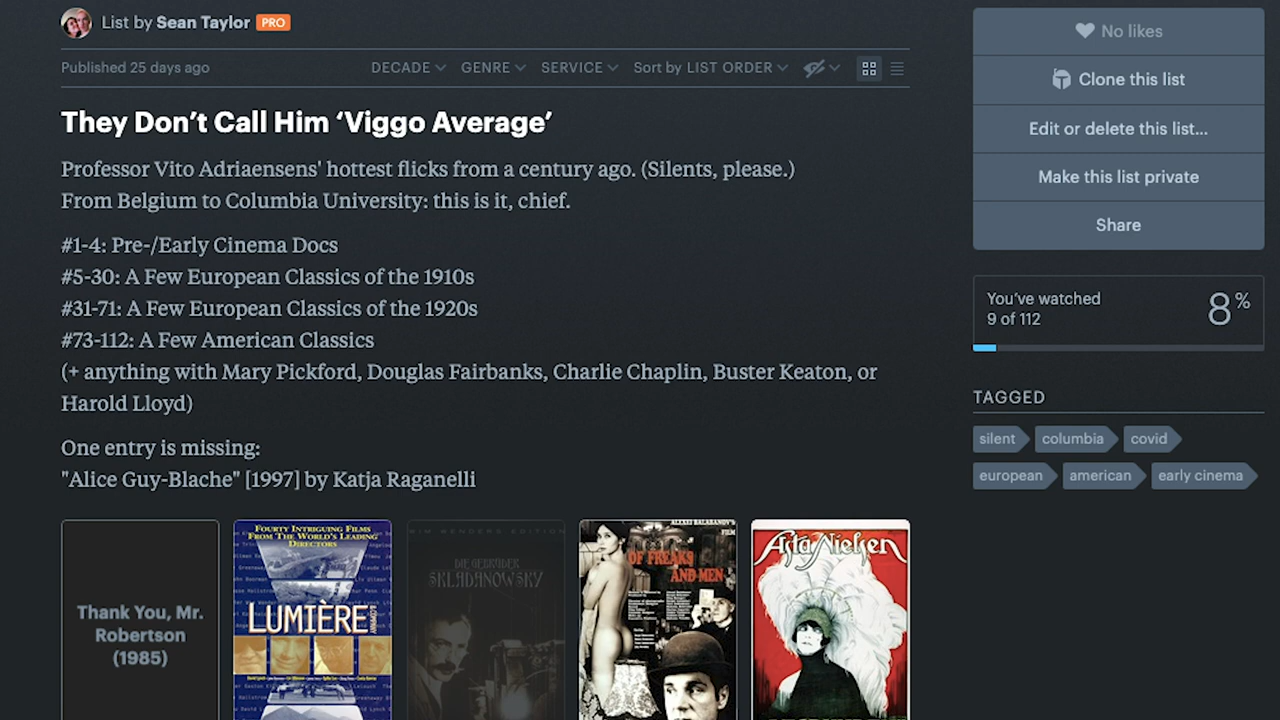 List by Sean Taylor PRO
Published 25 days ago
DECADE GENRE SERVICE Sort by LIST ORDER
They Don’t Call Him ‘Viggo Average’
Professor Vito Adriaensens' hottest flicks from a century ago. (Silents, please.)
From Belgium to Columbia University: this is it, chief.
#1-4: Pre-/Early Cinema Docs
#5-30: A Few European Classics of the 1910s
#31-71: A Few European Classics of the 1920s
#73-112: A Few American Classics
(+ anything with Mary Pickford, Douglas Fairbanks, Charlie Chaplin, Buster Keaton, or
Harold Lloyd)
One entry is missing:
"Alice Guy-Blache" [1997] by Katja Raganelli
Thank You, Mr.
Robertson
(1985)
FOURTY INTRIGUING FILMS
FROM THE WORLD'S LEADING
DIRECTORS
LUMIÈRE
WIM WENDERS EDITION
DIE GEBRÜDER
SKLADANOWSKY
FILM
OF FREAKS
AND MEN
Asta Nielsen
No likes
Clone this list
Edit or delete this list...
Make this list private
Share
You’ve watched
9 of 112
8%
TAGGED
silent columbia covid
european american early cinema